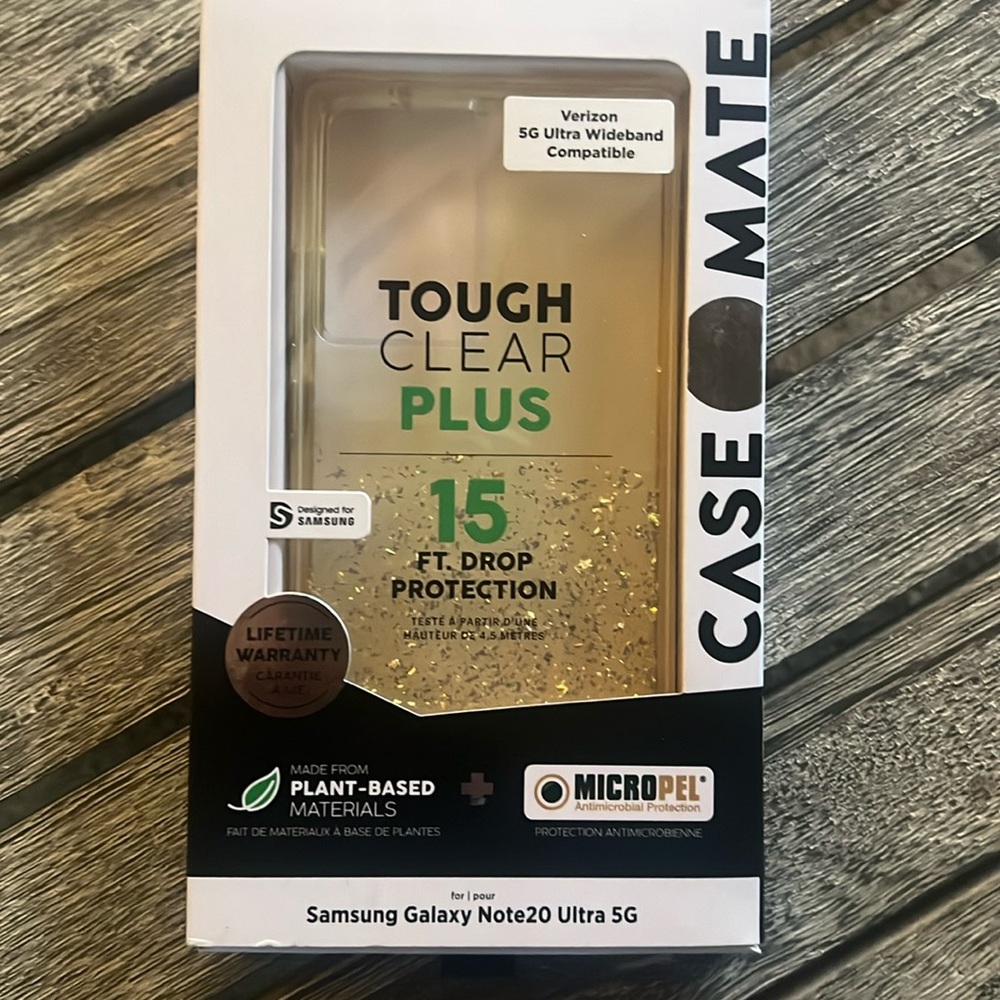 Verizon
5G Ultra Wideband
Compatible
CASE MATE
TOUGH
CLEAR
PLUS
15
FT. DROP
PROTECTION
TESTÉ À PARTIR D'UNE
HAUTEUR DE 4,5 MÈTRES
Designed for
SAMSUNG
LIFETIME
WARRANTY
GARANTIE
À VIE
MADE FROM
PLANT-BASED
MATERIALS
FAIT DE MATÉRIAUX À BASE DE PLANTES
MICROPEL®
Antimicrobial Protection
PROTECTION ANTIMICROBIENNE
for | pour
Samsung Galaxy Note20 Ultra 5G